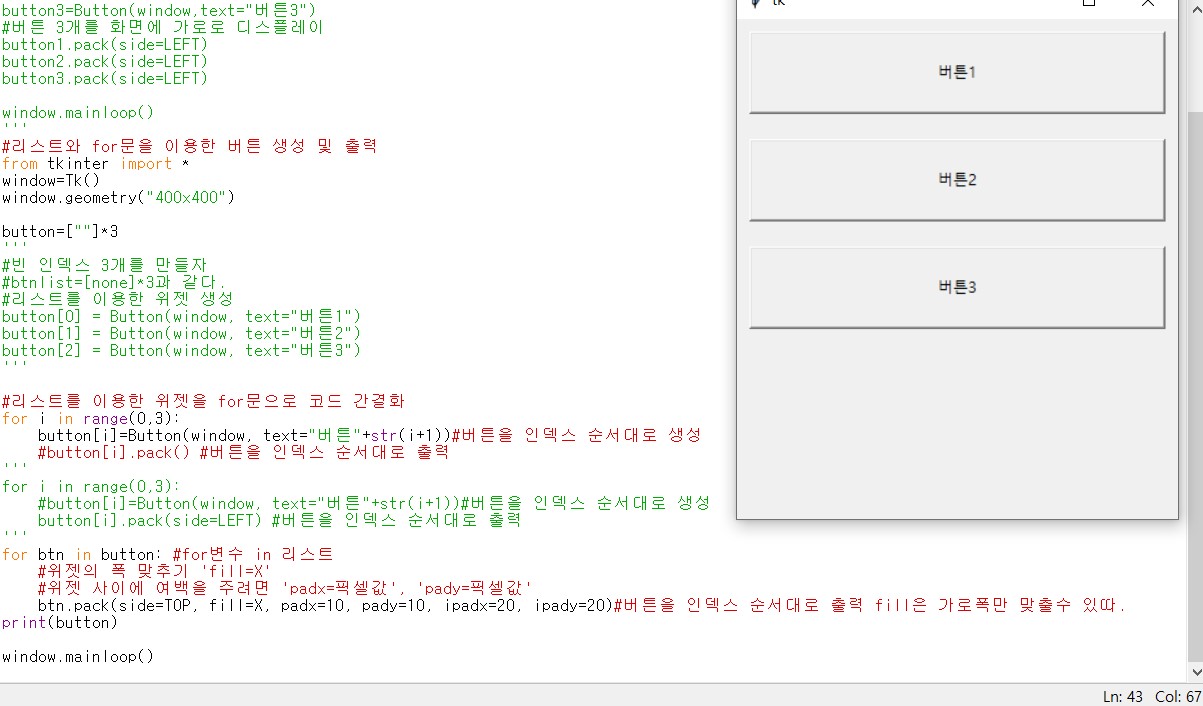 button3=Button(window,text="버튼3")
#버튼 3개를 화면에 가로로 디스플레이
button1.pack(side=LEFT)
button2.pack(side=LEFT)
button3.pack(side=LEFT)
window.mainloop()
'''
#리스트와 for문을 이용한 버튼 생성 및 출력
from tkinter import *
window=Tk()
window.geometry("400x400")
button=[""]*3
'''
#빈 인덱스 3개를 만들자
#btnlist=[none]*3과 같다.
#리스트를 이용한 위젯 생성
button[0] = Button(window, text="버튼1")
button[1] = Button(window, text="버튼2")
button[2] = Button(window, text="버튼3")
'''
#리스트를 이용한 위젯을 for문으로 코드 간결화
for i in range(0,3):
    button[i]=Button(window, text="버튼"+str(i+1))#버튼을 인덱스 순서대로 생성
    #button[i].pack() #버튼을 인덱스 순서대로 출력
'''
for i in range(0,3):
    #button[i]=Button(window, text="버튼"+str(i+1))#버튼을 인덱스 순서대로 생성
    button[i].pack(side=LEFT) #버튼을 인덱스 순서대로 출력
'''
for btn in button: #for변수 in 리스트
    #위젯의 폭 맞추기 'fill=X'
    #위젯 사이에 여백을 주려면 'padx=픽셀값', 'pady=픽셀값'
    btn.pack(side=TOP, fill=X, padx=10, pady=10, ipadx=20, ipady=20)#버튼을 인덱스 순서대로 출력 fill은 가로폭만 맞출수 있따.
print(button)
window.mainloop()
tk
버튼1
버튼2
버튼3
Ln: 43 Col: 67